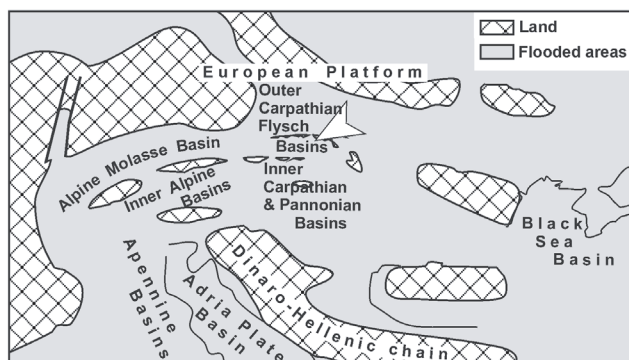 Land
Flooded areas
European Platform
Outer
Carpathian
Flysch
Basins
Inner
Carpathian
& Pannonian
Basins
Alpine Molasse Basin
Inner Alpine
Basins
Black
Sea
Basin
Apennine
Basins
Adria Plate
Basin
Dinaro-Hellenic chain